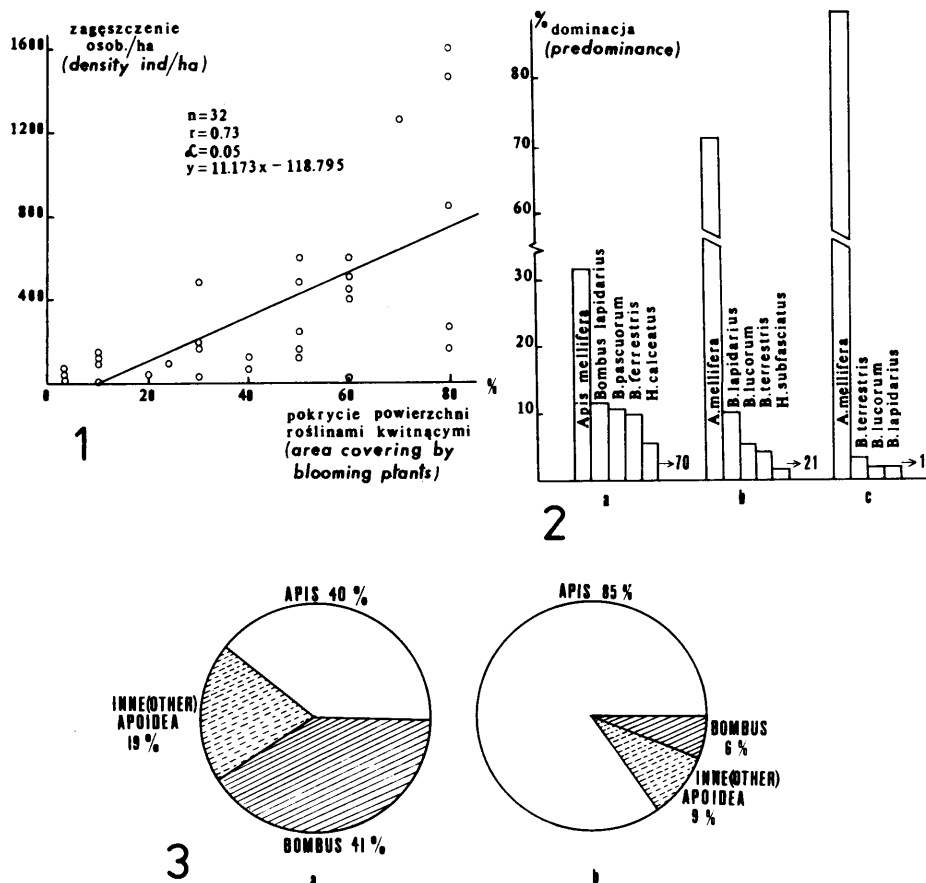 zagęszczenie
osob./ha
(density ind/ha)
1600
1200
800
400
0
n=32
r=0.73
α=0.05
y=11.173x−118.795
0
20
40
60
80
%
pokrycie powierzchni
roślinami kwitnącymi
(area covering by
blooming plants)
1
% dominacja
(predominance)
80
70
60
30
20
10
Apis mellifera
Bombus lapidarius
B.pascuorum
B.ferrestris
H.calceatus
→70
a
A.mellifera
B.lapidarius
B.lucorum
B.terrestris
H.subfasciatus
→21
b
A.mellifera
B.terrestris
B.lucorum
B.lapidarius
→1
c
2
APIS 40 %
INNE(OTHER)
APOIDEA
19 %
BOMBUS 41 %
a
APIS 85 %
BOMBUS
6 %
INNE(OTHER)
APOIDEA
9 %
b
3